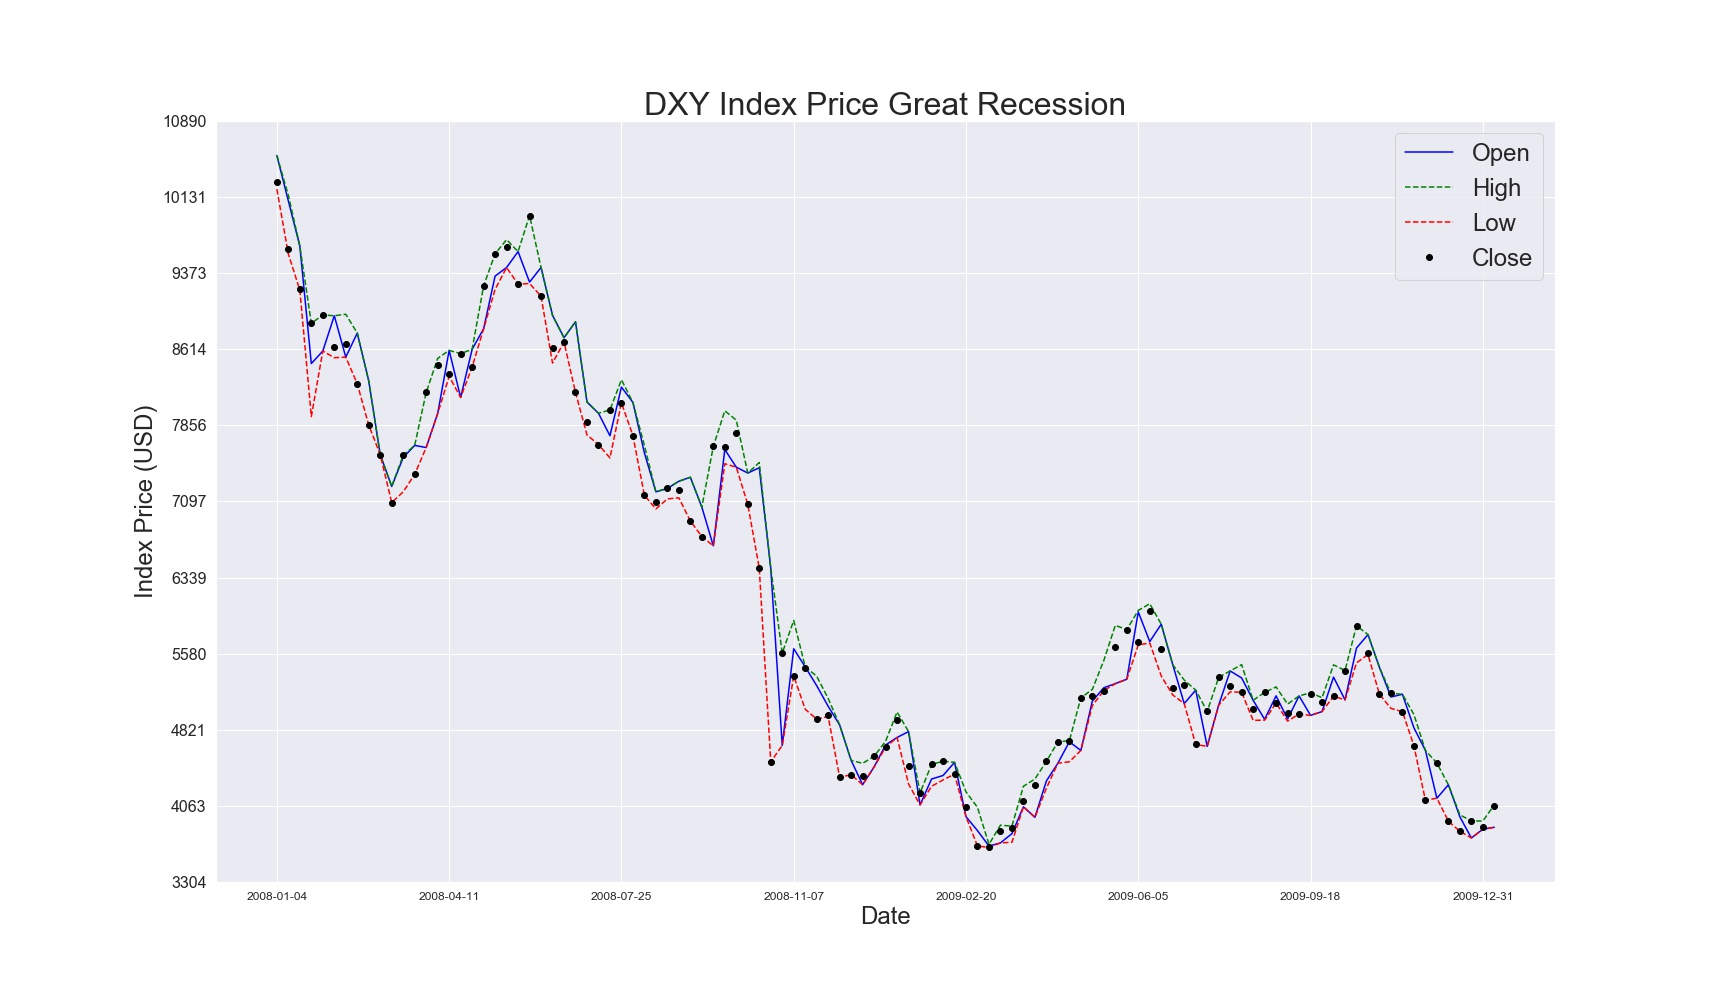 DXY Index Price Great Recession
10890
10131
9373
8614
7856
7097
6339
5580
4821
4063
3304
Index Price (USD)
Open
High
Low
Close
2008-01-04
2008-04-11
2008-07-25
2008-11-07
2009-02-20
2009-06-05
2009-09-18
2009-12-31
Date